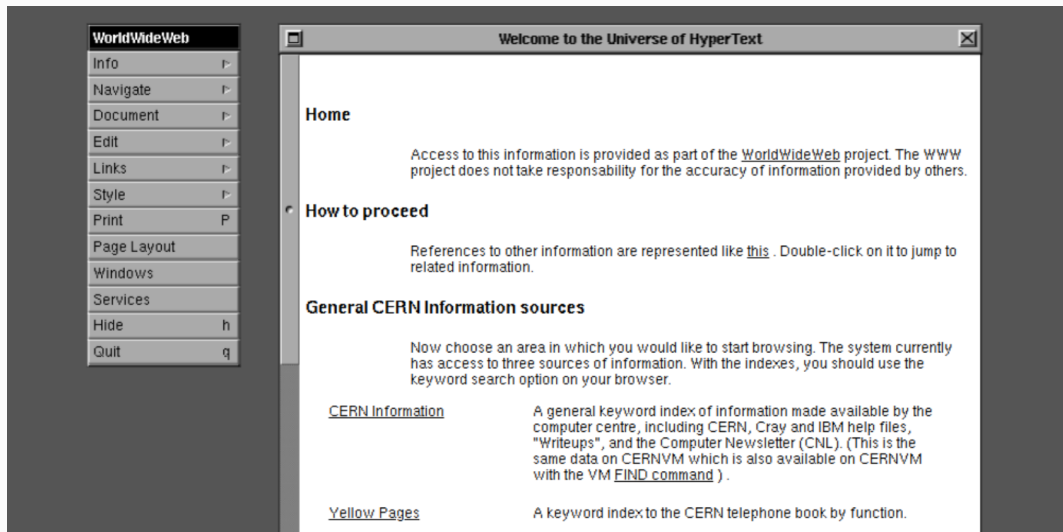 WorldWideWeb
Info
Navigate
Document
Edit
Links
Style
Print P
Page Layout
Windows
Services
Hide h
Quit q
Welcome to the Universe of HyperText
Home
Access to this information is provided as part of the WorldWideWeb project. The WWW
project does not take responsability for the accuracy of information provided by others.
How to proceed
References to other information are represented like this . Double-click on it to jump to
related information.
General CERN Information sources
Now choose an area in which you would like to start browsing. The system currently
has access to three sources of information. With the indexes, you should use the
keyword search option on your browser.
CERN Information
A general keyword index of information made available by the
computer centre, including CERN, Cray and IBM help files,
"Writeups", and the Computer Newsletter (CNL). (This is the
same data on CERNVM which is also available on CERNVM
with the VM FIND command ) .
Yellow Pages
A keyword index to the CERN telephone book by function.